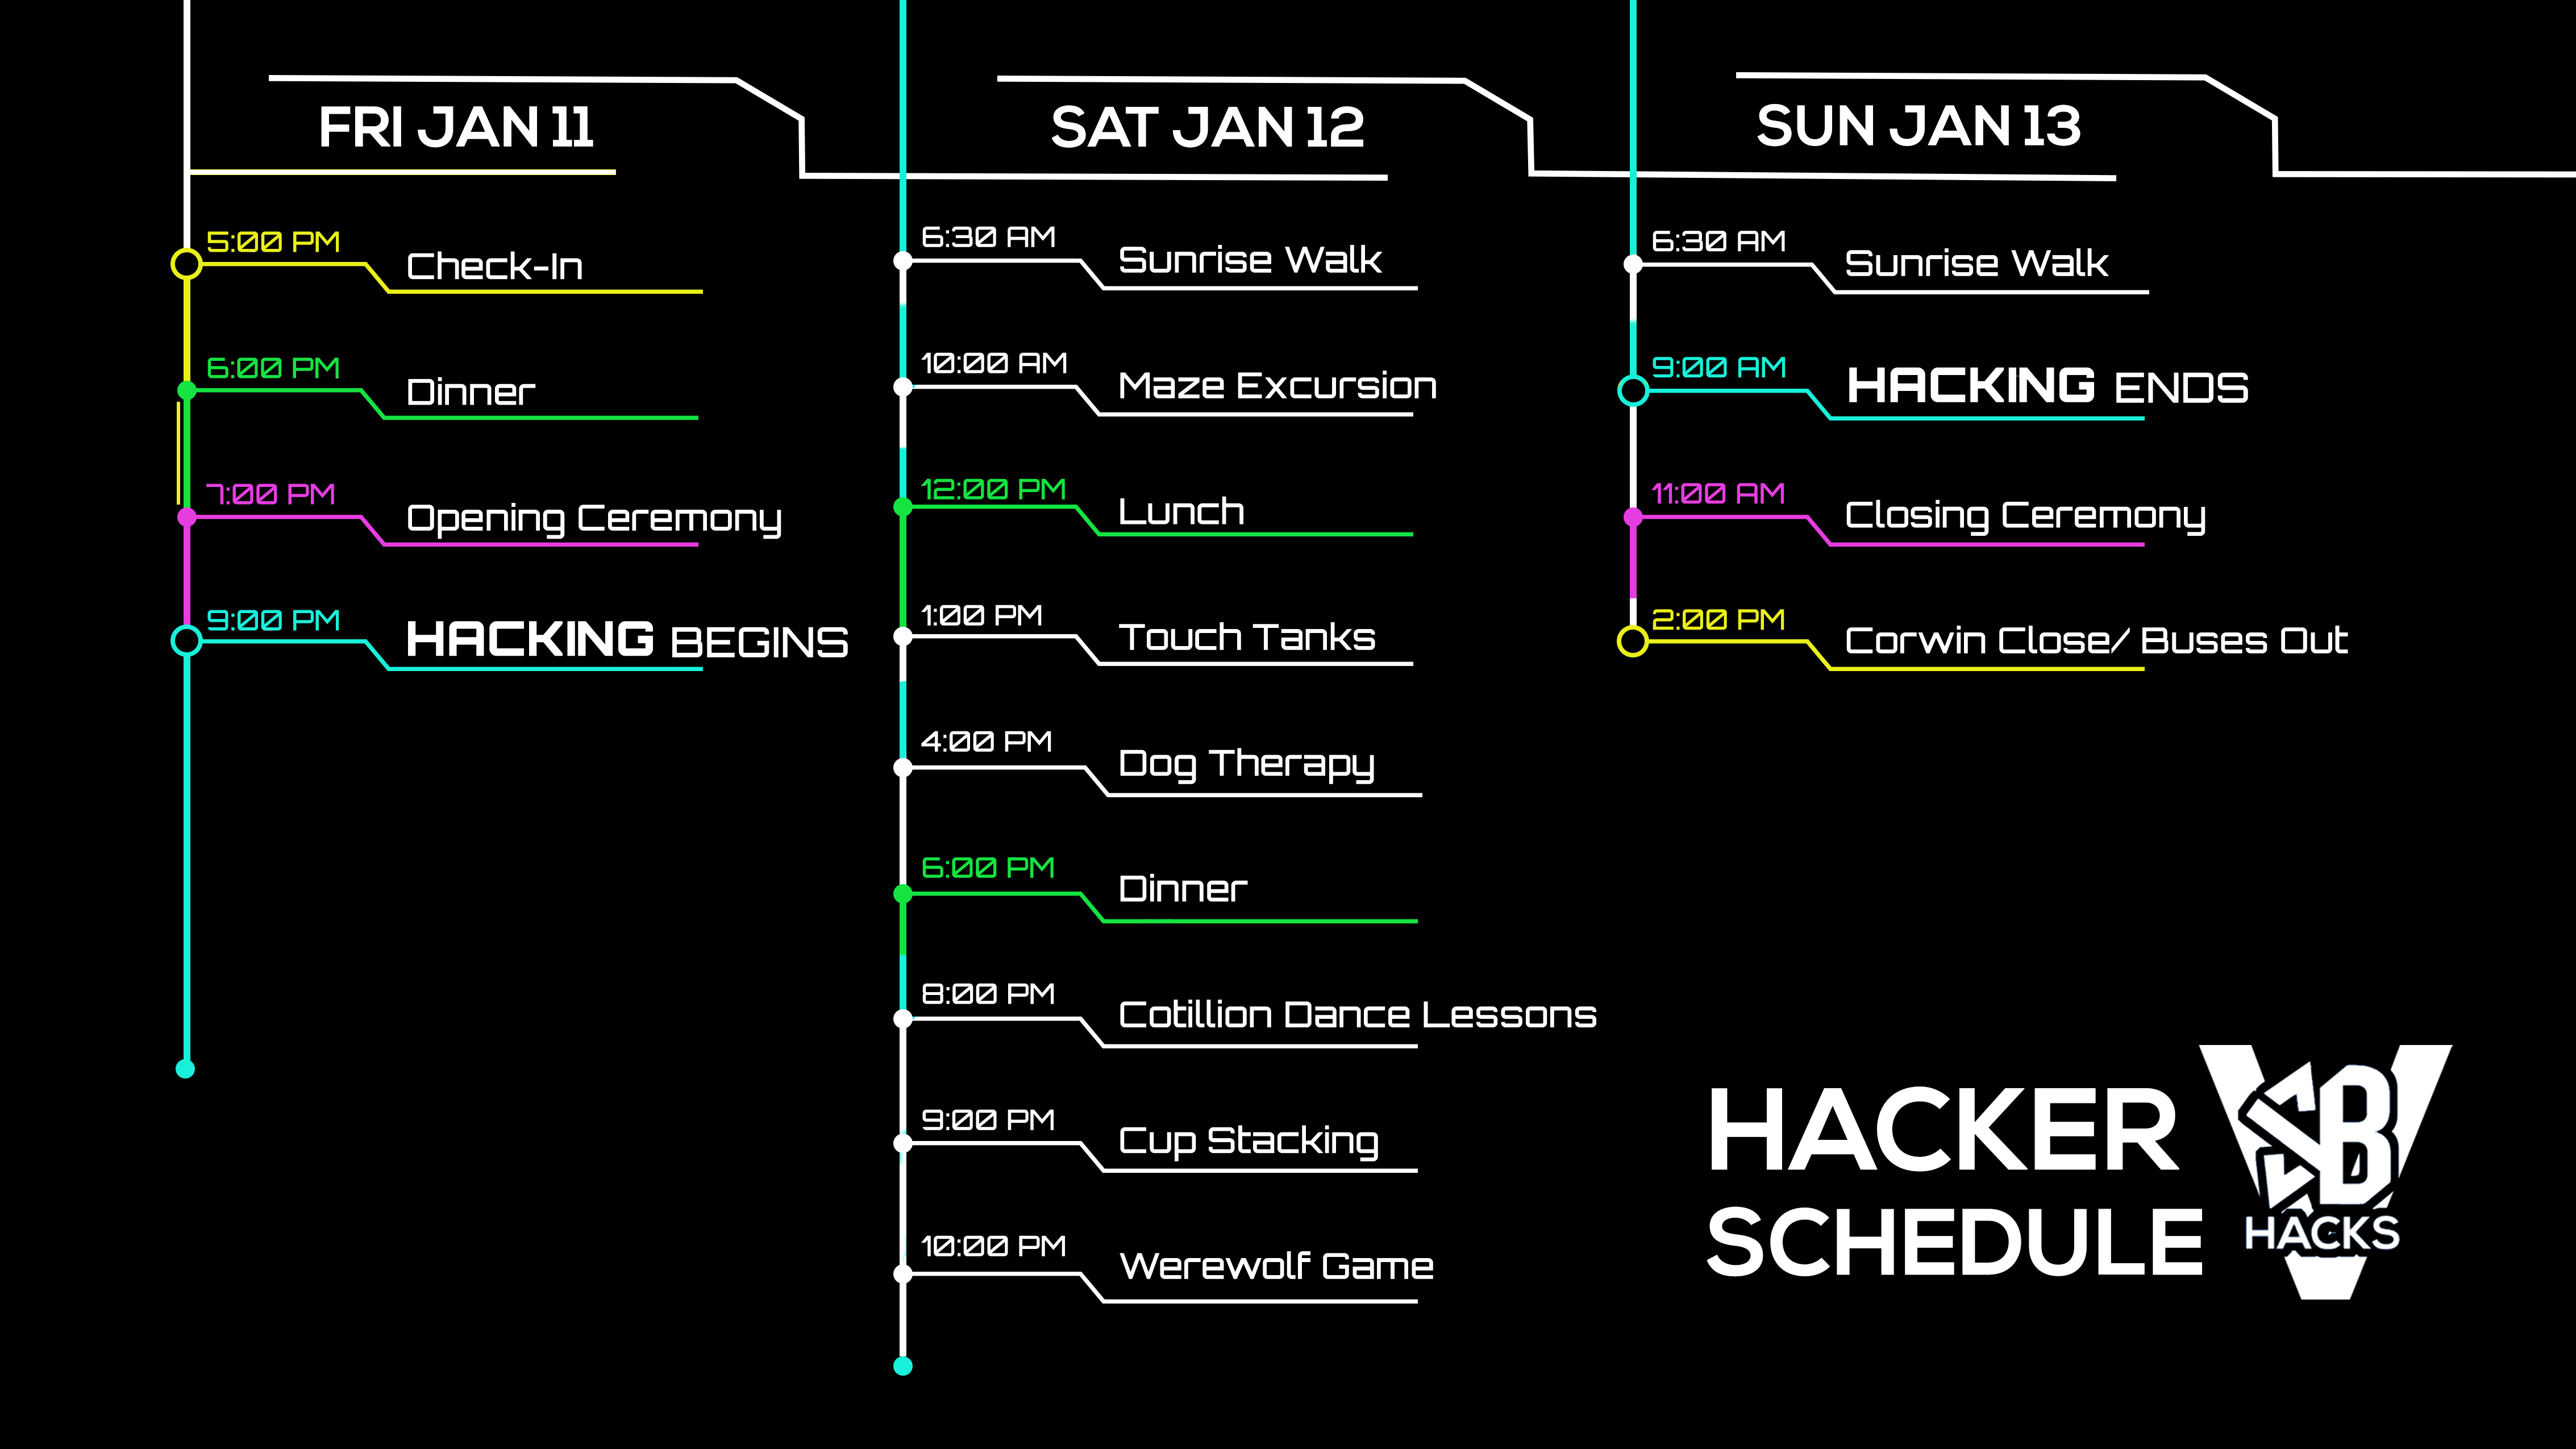 FRI JAN 11
5:00 PM
Check-In
6:00 PM
Dinner
7:00 PM
Opening Ceremony
9:00 PM
HACKING BEGINS
SAT JAN 12
6:30 AM
Sunrise Walk
10:00 AM
Maze Excursion
12:00 PM
Lunch
1:00 PM
Touch Tanks
4:00 PM
Dog Therapy
6:00 PM
Dinner
8:00 PM
Cotillion Dance Lessons
9:00 PM
Cup Stacking
10:00 PM
Werewolf Game
SUN JAN 13
6:30 AM
Sunrise Walk
9:00 AM
HACKING ENDS
11:00 AM
Closing Ceremony
2:00 PM
Corwin Close/ Buses Out
HACKER
SCHEDULE
SB
HACKS
V